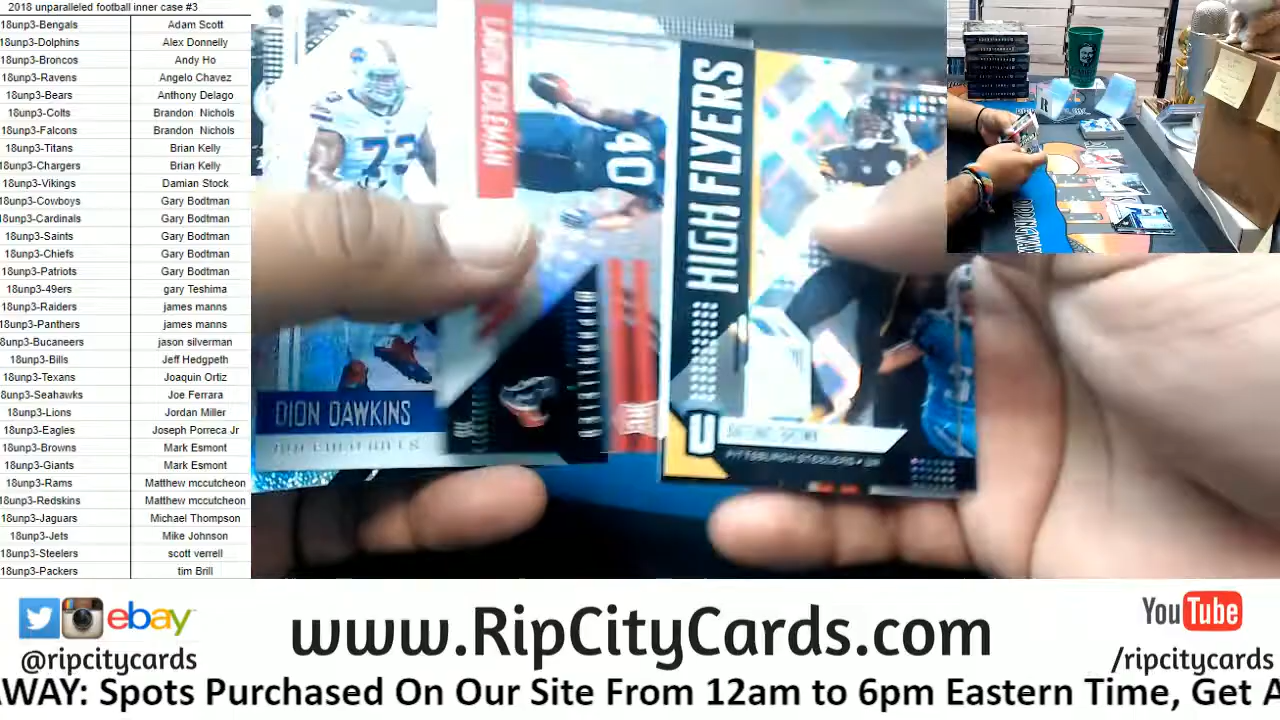 2018 unparalleled football inner case #3
18unp3-Bengals Adam Scott
18unp3-Dolphins Alex Donnelly
18unp3-Broncos Andy Ho
18unp3-Ravens Angelo Chavez
18unp3-Bears Anthony Delago
18unp3-Colts Brandon Nichols
18unp3-Falcons Brandon Nichols
18unp3-Titans Brian Kelly
18unp3-Chargers Brian Kelly
18unp3-Vikings Damian Stock
18unp3-Cowboys Gary Bodtman
18unp3-Cardinals Gary Bodtman
18unp3-Saints Gary Bodtman
18unp3-Chiefs Gary Bodtman
18unp3-Patriots Gary Bodtman
18unp3-49ers gary Teshima
18unp3-Raiders james manns
18unp3-Panthers james manns
8unp3-Bucaneers jason silverman
18unp3-Bills Jeff Hedgpeth
18unp3-Texans Joaquin Ortiz
8unp3-Seahawks Joe Ferrara
18unp3-Lions Jordan Miller
18unp3-Eagles Joseph Porreca Jr
18unp3-Browns Mark Esmont
18unp3-Giants Mark Esmont
18unp3-Rams Matthew mccutcheon
18unp3-Redskins Matthew mccutcheon
18unp3-Jaguars Michael Thompson
18unp3-Jets Mike Johnson
18unp3-Steelers scott verrell
18unp3-Packers tim Brill
73
DION DAWKINS
COLEMAN
40
HIGH FLYERS
U
PITTSBURGH STEELERS
ebay
@ripcitycards
www.RipCityCards.com
YouTube
/ripcitycards
AWAY: Spots Purchased On Our Site From 12am to 6pm Eastern Time, Get A